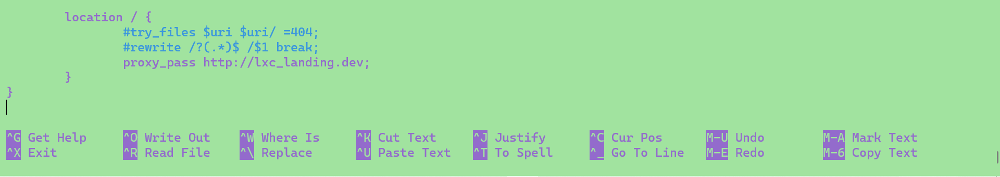 location / {
#try_files $uri $uri/ =404;
#rewrite /?(.*)$ /$1 break;
proxy_pass http://lxc_landing.dev;
}
}
^G Get Help ^O Write Out ^W Where Is ^K Cut Text ^J Justify ^C Cur Pos M-U Undo M-A Mark Text
^X Exit ^R Read File ^\ Replace ^U Paste Text ^T To Spell ^_ Go To Line M-E Redo M-6 Copy Text